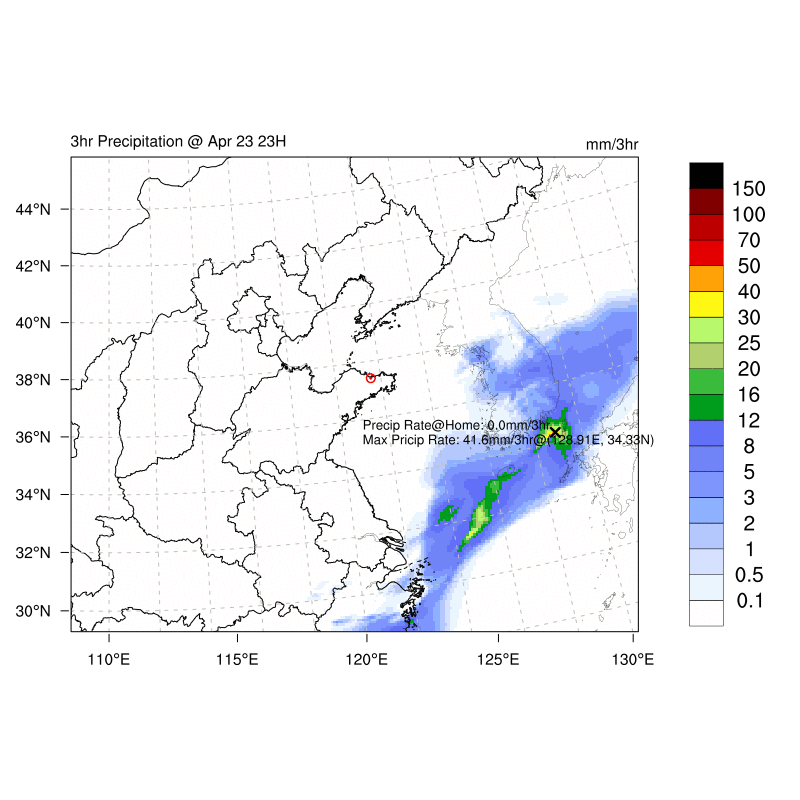 3hr Precipitation @ Apr 23 23H
mm/3hr
44°N
42°N
40°N
38°N
36°N
34°N
32°N
30°N
110°E
115°E
120°E
125°E
130°E
Precip Rate@Home: 0.0mm/3hr
Max Pricip Rate: 41.6mm/3hr@(128.91E, 34.33N)
150
100
70
50
40
30
25
20
16
12
8
5
3
2
1
0.5
0.1